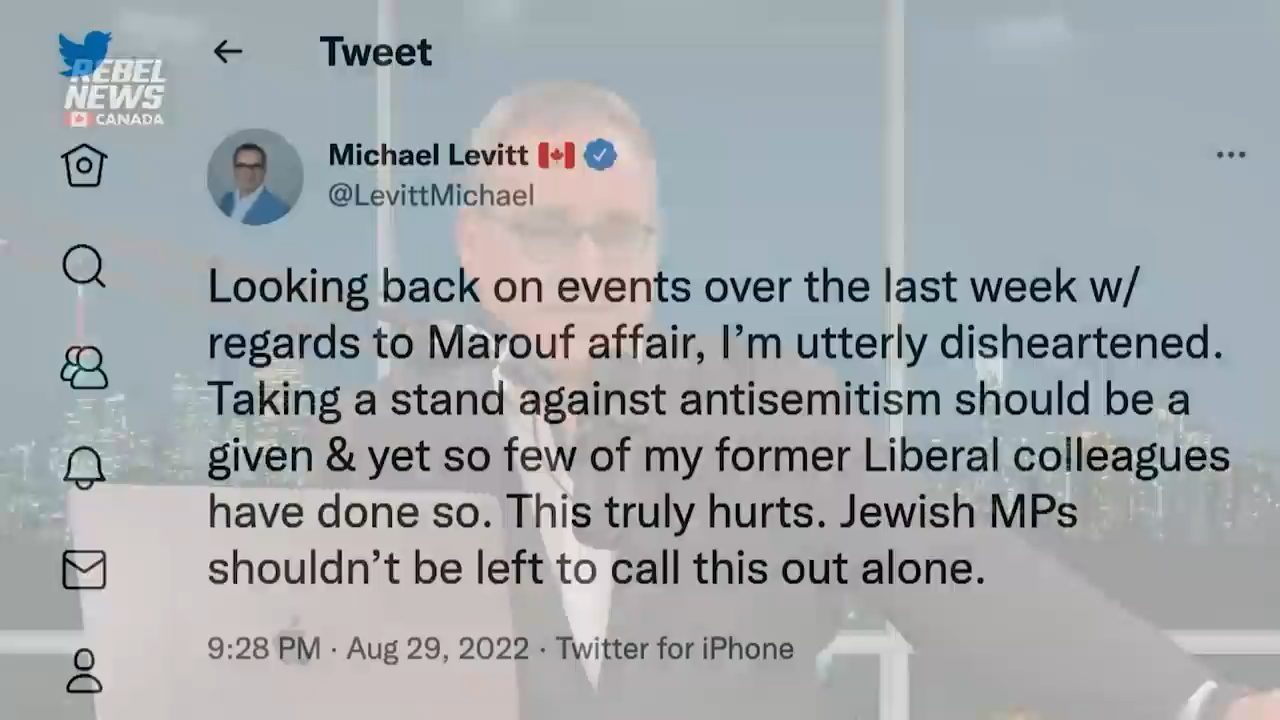 REBEL
NEWS
CANADA
Tweet
Michael Levitt
@LevittMichael
Looking back on events over the last week w/
regards to Marouf affair, I’m utterly disheartened.
Taking a stand against antisemitism should be a
given & yet so few of my former Liberal colleagues
have done so. This truly hurts. Jewish MPs
shouldn’t be left to call this out alone.
9:28 PM · Aug 29, 2022 · Twitter for iPhone